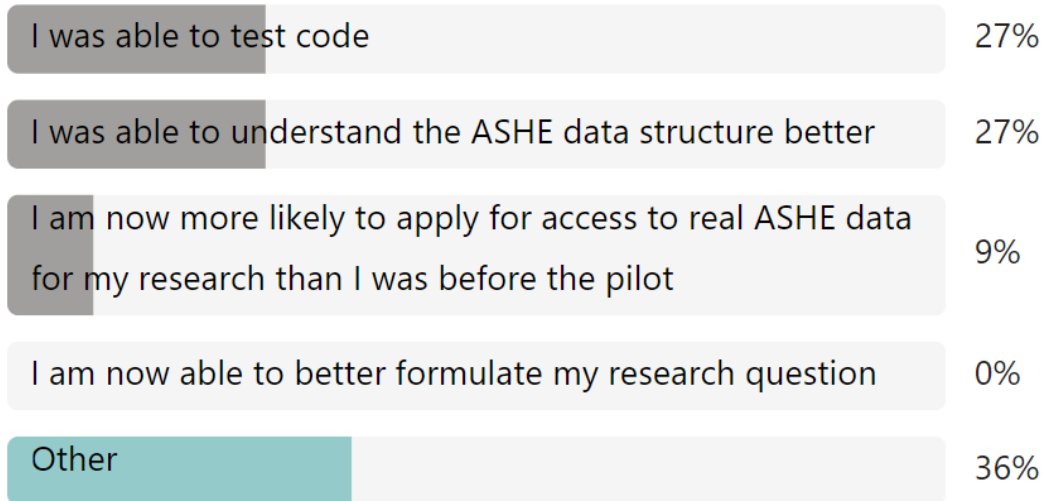 I was able to test code
27%
I was able to understand the ASHE data structure better
27%
I am now more likely to apply for access to real ASHE data
for my research than I was before the pilot
9%
I am now able to better formulate my research question
0%
Other
36%